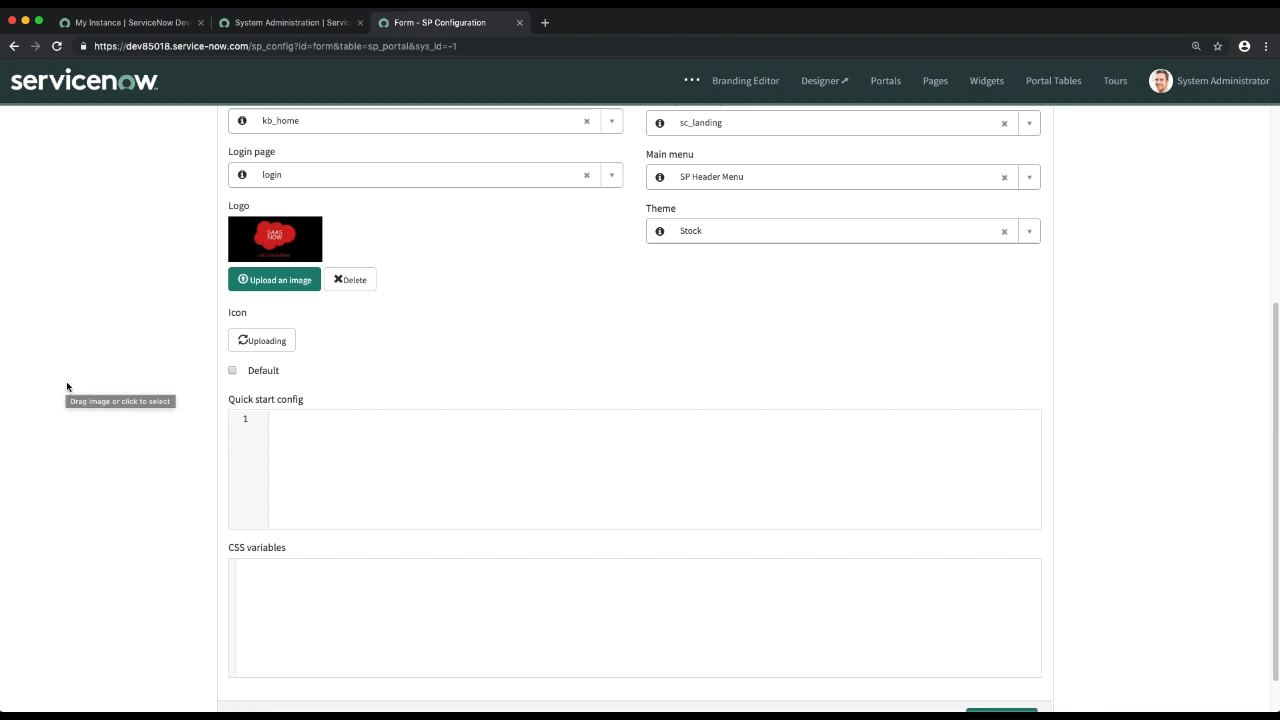 My Instance | ServiceNow Dev
System Administration | Servic
Form - SP Configuration
https://dev85018.service-now.com/sp_config?id=form&table=sp_portal&sys_id=-1
servicenow
Branding Editor
Designer
Portals
Pages
Widgets
Portal Tables
Tours
System Administrator
kb_home
sc_landing
Login page
login
Main menu
SP Header Menu
Logo
SAAS
NOW
Theme
Stock
Upload an image
Delete
Icon
Uploading
Default
Drag image or click to select
Quick start config
1
CSS variables